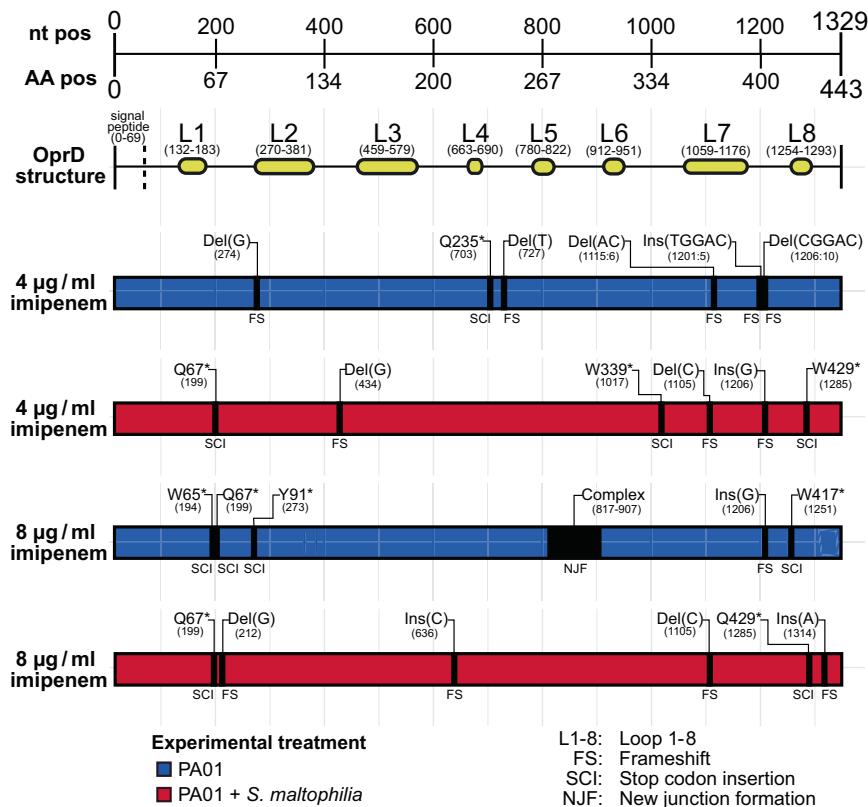 nt pos 0 200 400 600 800 1000 1200 1329
AA pos 0 67 134 200 267 334 400 443
signal peptide (0-69)
L1 L2 L3 L4 L5 L6 L7 L8
OprD structure
(132-183) (270-381) (459-579) (663-690) (780-822) (912-951) (1059-1176) (1254-1293)
Del(G) Q235* Del(T) Del(AC) Ins(TGGAC) Del(CGGAC)
(274) (703) (727) (1115:6) (1201:5) (1206:10)
4 µg / ml
imipenem
FS SCI FS FS FS FS
Q67* Del(G) W339* Del(C) Ins(G) W429*
(199) (434) (1017) (1105) (1206) (1285)
4 µg / ml
imipenem
SCI FS SCI FS FS SCI
W65* Q67* Y91* Complex Ins(G) W417*
(194) (199) (273) (817-907) (1206) (1251)
8 µg / ml
imipenem
SCI SCI SCI NJF FS SCI
Q67* Del(G) Ins(C) Del(C) Q429* Ins(A)
(199) (212) (636) (1105) (1285) (1314)
8 µg / ml
imipenem
SCI FS FS FS SCI FS
Experimental treatment
PA01
PA01 + S. maltophilia
L1-8: Loop 1-8
FS: Frameshift
SCI: Stop codon insertion
NJF: New junction formation